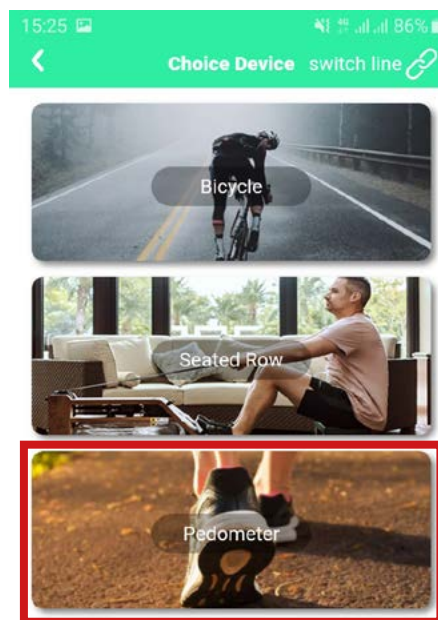 15:25 86%
Choice Device switch line
Bicycle
Seated Row
Pedometer